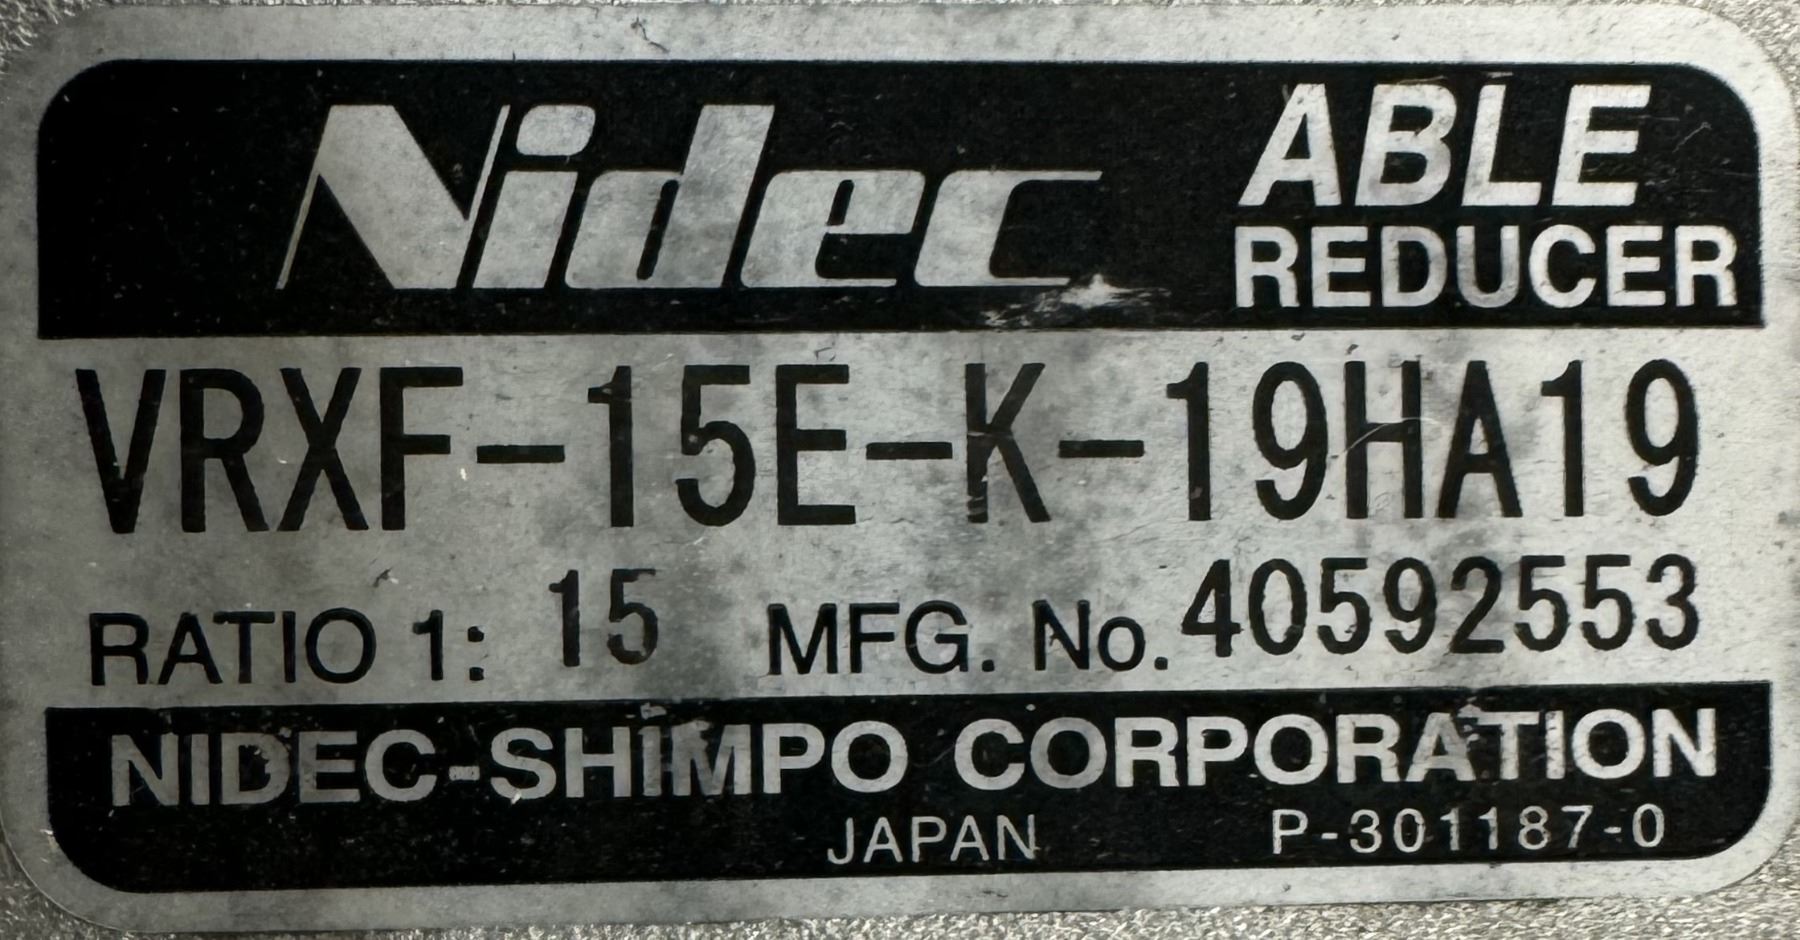 Nidec ABLE
REDUCER
VRXF-15E-K-19HA19
RATIO 1: 15 MFG. No. 40592553
NIDEC-SHIMPO CORPORATION
JAPAN P-301187-0